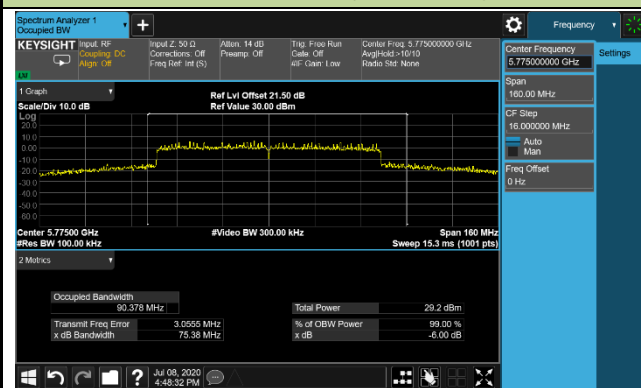 Spectrum Analyzer 1
Occupied BW
+
Frequency
KEYSIGHT
Input: RF
Coupling: DC
Align: Off
Input Z: 50 Ω
Corrections: Off
Freq Ref: Int (S)
Atten: 14 dB
Preamp: Off
Trig: Free Run
Gate: Off
#IF Gain: Low
Center Freq: 5.775000000 GHz
Avg|Hold:>10/10
Radio Std: None
LXI
Center Frequency
5.775000000 GHz
Settings
Span
160.00 MHz
CF Step
16.000000 MHz
Auto
Man
Freq Offset
0 Hz
1 Graph
Scale/Div 10.0 dB
Ref Lvl Offset 21.50 dB
Ref Value 30.00 dBm
Log
20.0
10.0
0.00
-10.0
-20.0
-30.0
-40.0
-50.0
-60.0
Center 5.77500 GHz
#Res BW 100.00 kHz
#Video BW 300.00 kHz
Span 160 MHz
Sweep 15.3 ms (1001 pts)
2 Metrics
Occupied Bandwidth
90.378 MHz
Total Power 29.2 dBm
Transmit Freq Error 3.0555 MHz
% of OBW Power 99.00 %
x dB Bandwidth 75.38 MHz
x dB -6.00 dB
?
Jul 08, 2020
4:48:32 PM